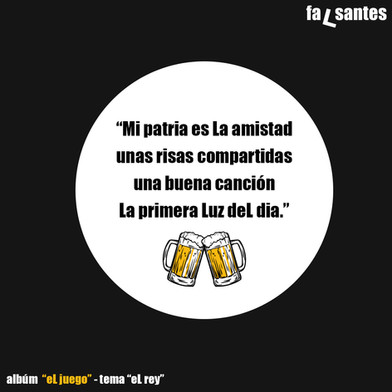 faLsantes
“Mi patria es La amistad
unas risas compartidas
una buena canción
La primera Luz deL dia.”
albúm “eL juego” - tema “eL rey”